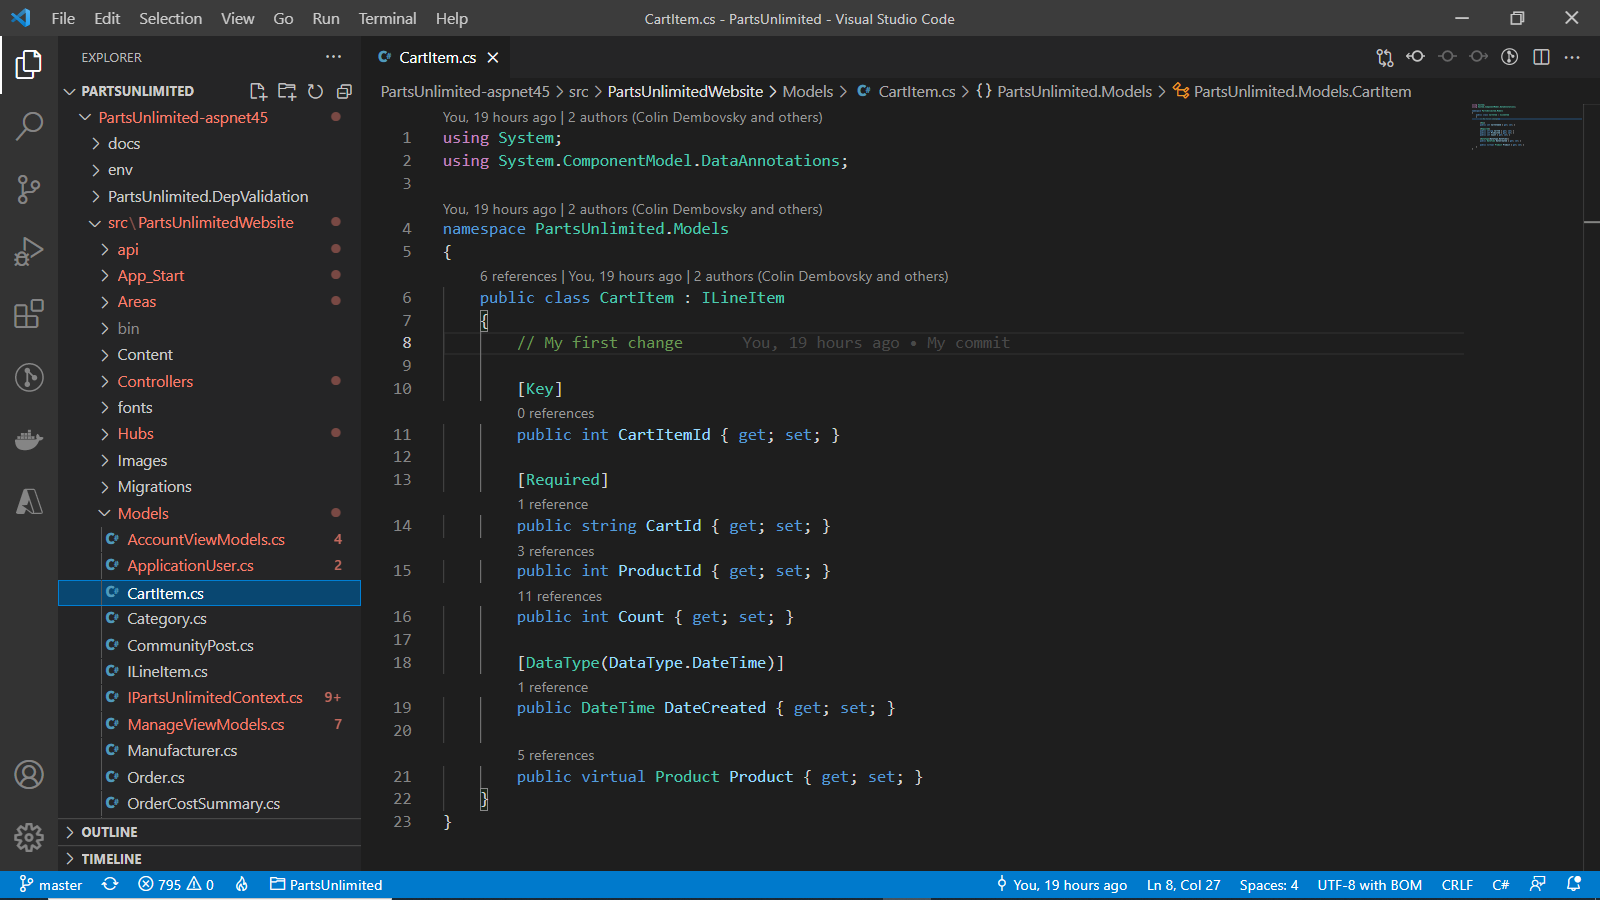 File Edit Selection View Go Run Terminal Help
CartItem.cs - PartsUnlimited - Visual Studio Code
EXPLORER
PARTSUNLIMITED
PartsUnlimited-aspnet45
docs
env
PartsUnlimited.DepValidation
src\PartsUnlimitedWebsite
api
App_Start
Areas
bin
Content
Controllers
fonts
Hubs
Images
Migrations
Models
C# AccountViewModels.cs 4
C# ApplicationUser.cs 2
C# CartItem.cs
C# Category.cs
C# CommunityPost.cs
C# ILineItem.cs
C# IPartsUnlimitedContext.cs 9+
C# ManageViewModels.cs 7
C# Manufacturer.cs
C# Order.cs
C# OrderCostSummary.cs
OUTLINE
TIMELINE
C# CartItem.cs
PartsUnlimited-aspnet45 > src > PartsUnlimitedWebsite > Models > C# CartItem.cs > {} PartsUnlimited.Models > PartsUnlimited.Models.CartItem
You, 19 hours ago | 2 authors (Colin Dembovsky and others)
1 using System;
2 using System.ComponentModel.DataAnnotations;
3
You, 19 hours ago | 2 authors (Colin Dembovsky and others)
4 namespace PartsUnlimited.Models
5 {
6 references | You, 19 hours ago | 2 authors (Colin Dembovsky and others)
6 public class CartItem : ILineItem
7 {
8 // My first change You, 19 hours ago • My commit
9
10 [Key]
0 references
11 public int CartItemId { get; set; }
12
13 [Required]
1 reference
14 public string CartId { get; set; }
3 references
15 public int ProductId { get; set; }
11 references
16 public int Count { get; set; }
17
18 [DataType(DataType.DateTime)]
1 reference
19 public DateTime DateCreated { get; set; }
20
5 references
21 public virtual Product Product { get; set; }
22 }
23 }
master 795 0 PartsUnlimited You, 19 hours ago Ln 8, Col 27 Spaces: 4 UTF-8 with BOM CRLF C#